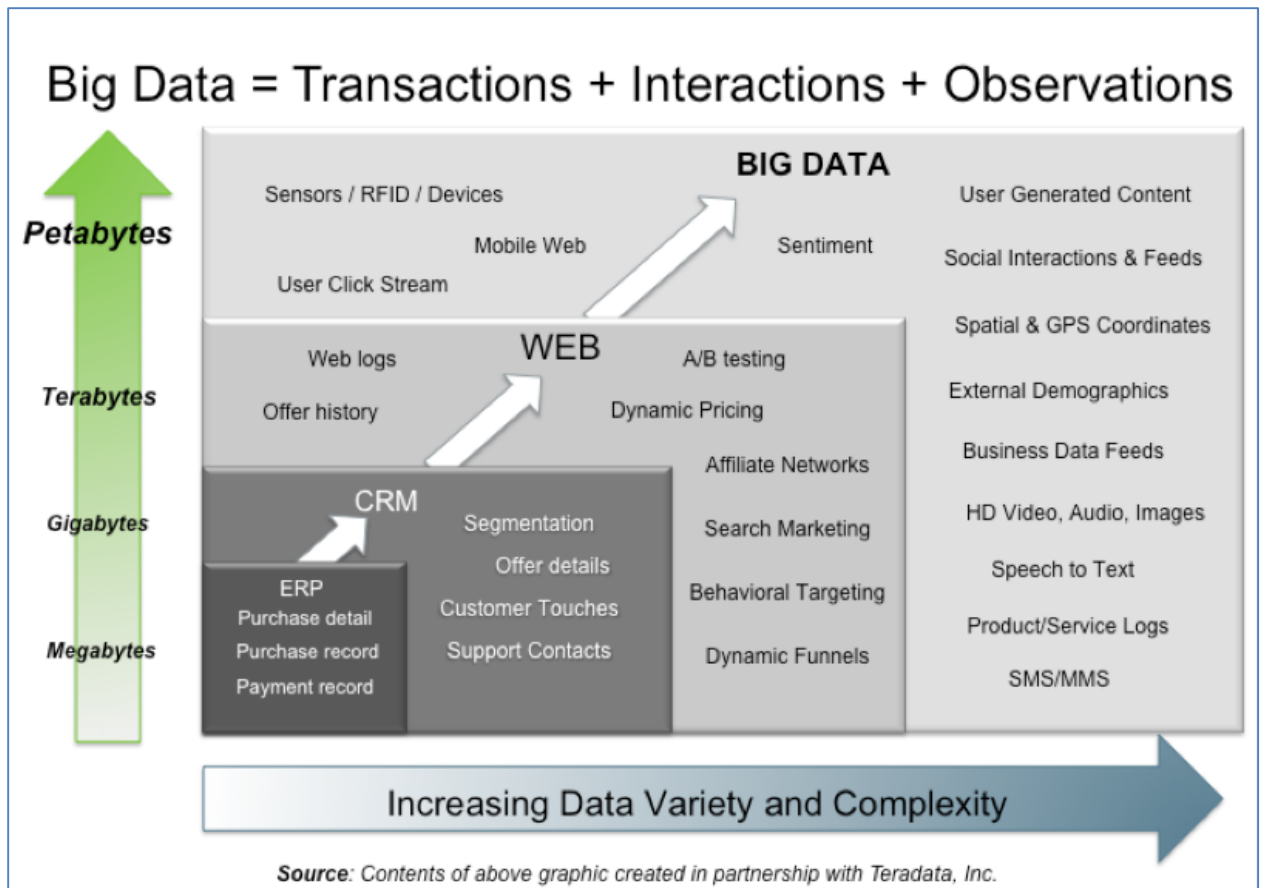 Big Data = Transactions + Interactions + Observations
BIG DATA
Sensors / RFID / Devices
Mobile Web
User Click Stream
Sentiment
User Generated Content
Social Interactions & Feeds
Spatial & GPS Coordinates
External Demographics
Business Data Feeds
HD Video, Audio, Images
Speech to Text
Product/Service Logs
SMS/MMS
WEB
Web logs
Offer history
A/B testing
Dynamic Pricing
Affiliate Networks
Search Marketing
Behavioral Targeting
Dynamic Funnels
CRM
Segmentation
Offer details
Customer Touches
Support Contacts
ERP
Purchase detail
Purchase record
Payment record
Petabytes
Terabytes
Gigabytes
Megabytes
Increasing Data Variety and Complexity
Source: Contents of above graphic created in partnership with Teradata, Inc.